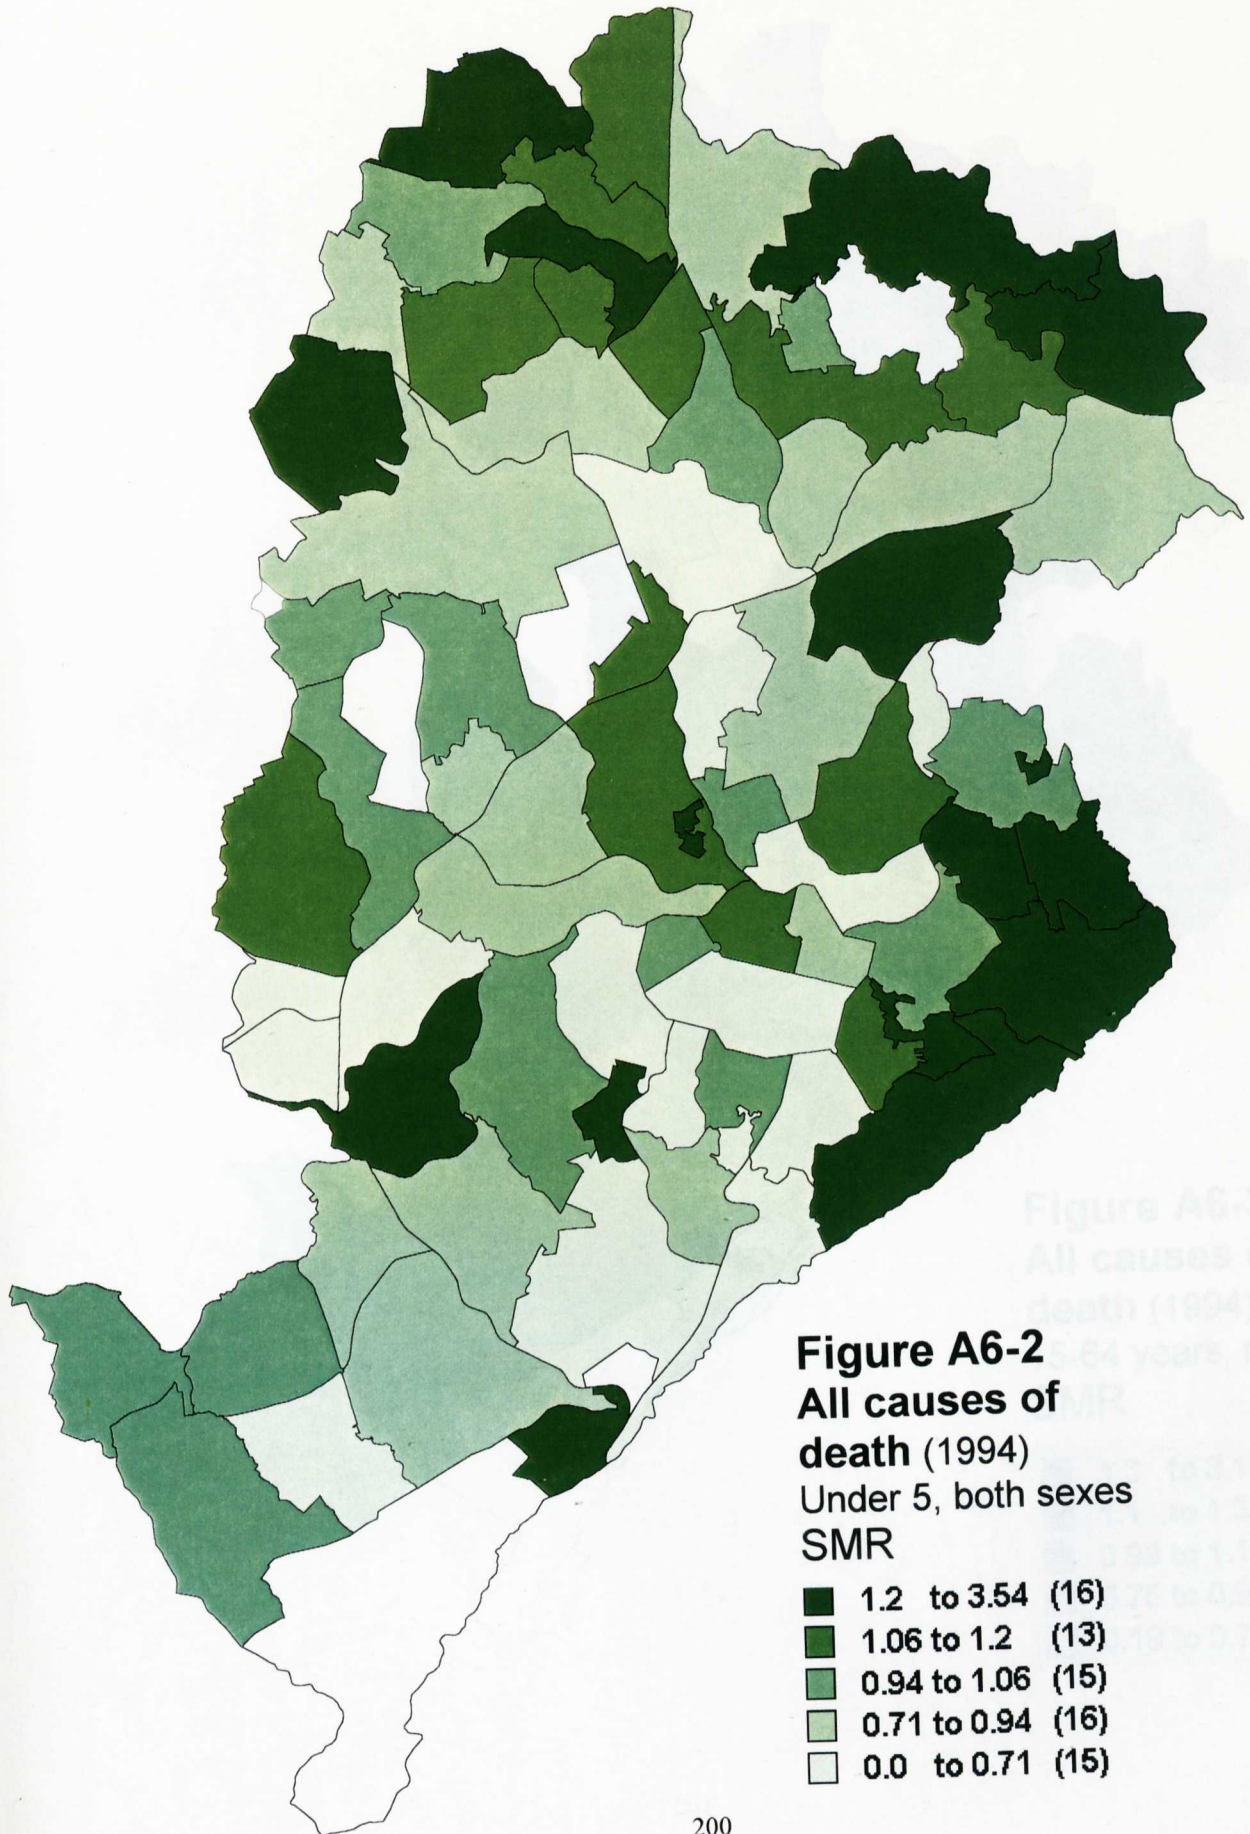 Figure A6-2
All causes of
death (1994)
Under 5, both sexes
SMR
1.2 to 3.54 (16)
1.06 to 1.2 (13)
0.94 to 1.06 (15)
0.71 to 0.94 (16)
0.0 to 0.71 (15)
200